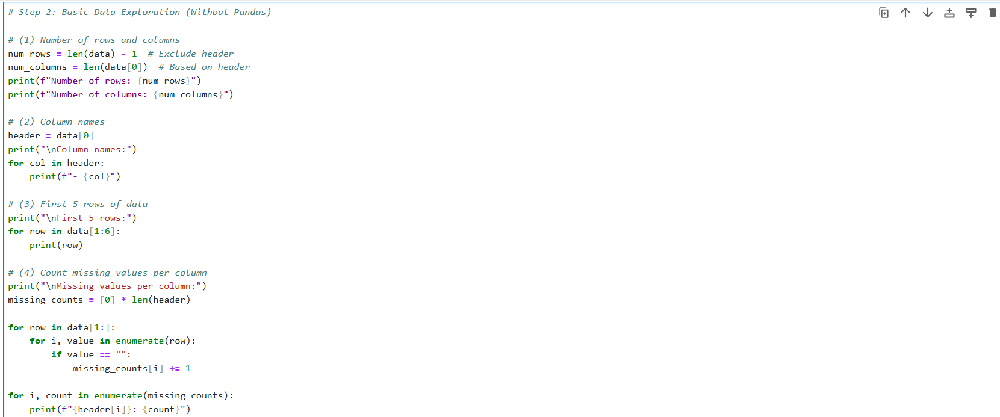 # Step 2: Basic Data Exploration (Without Pandas)

# (1) Number of rows and columns
num_rows = len(data) - 1  # Exclude header
num_columns = len(data[0])  # Based on header
print(f"Number of rows: {num_rows}")
print(f"Number of columns: {num_columns}")

# (2) Column names
header = data[0]
print("\nColumn names:")
for col in header:
    print(f"- {col}")

# (3) First 5 rows of data
print("\nFirst 5 rows:")
for row in data[1:6]:
    print(row)

# (4) Count missing values per column
print("\nMissing values per column:")
missing_counts = [0] * len(header)

for row in data[1:]:
    for i, value in enumerate(row):
        if value == "":
            missing_counts[i] += 1

for i, count in enumerate(missing_counts):
    print(f"{header[i]}: {count}")